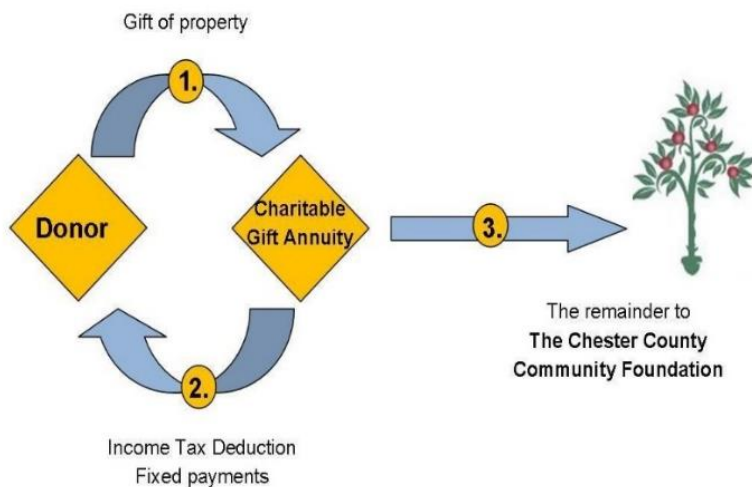 Gift of property
1.
Donor
Charitable
Gift Annuity
3.
2.
Income Tax Deduction
Fixed payments
The remainder to
The Chester County
Community Foundation